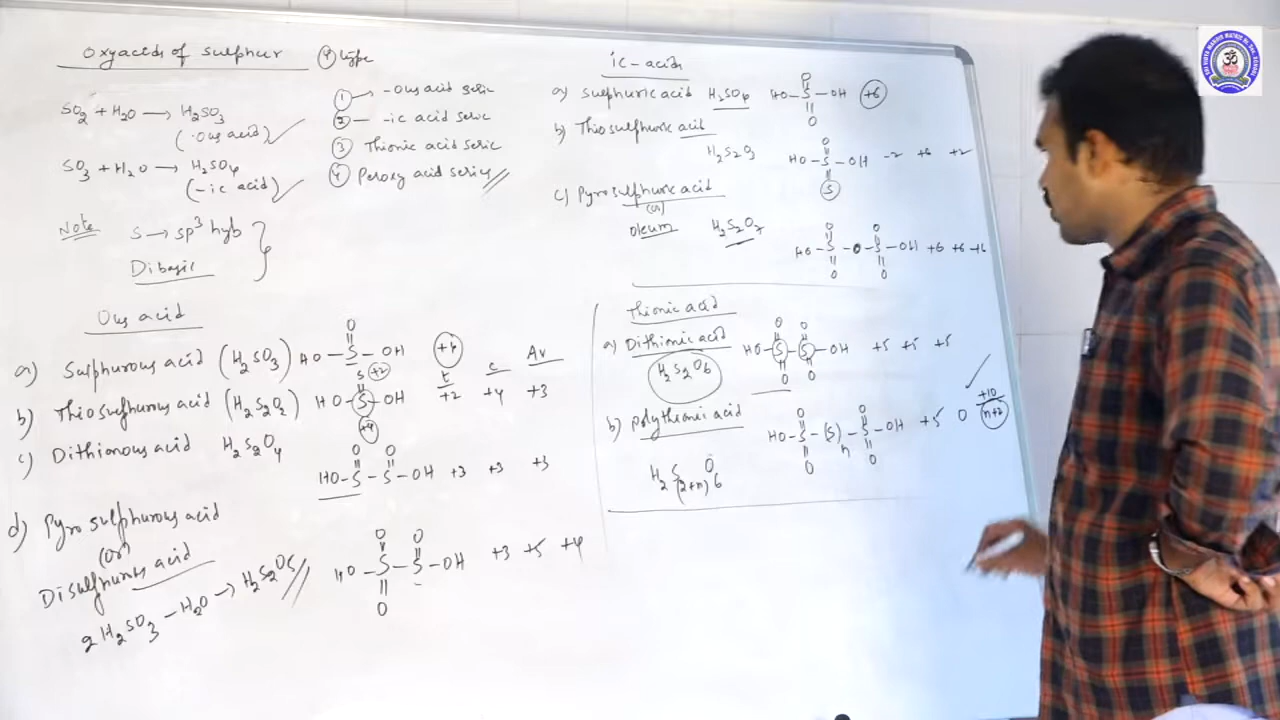 Oxyacids of sulphur
④ type
SO2 + H2O → H2SO3
(-ous acid)
SO3 + H2O → H2SO4
(-ic acid)
① → -Ous acid serie
② — -ic acid serie
③ Thionic acid serie
④ Peroxy acid series
Note S → sp³ hyb
Dibasic
Ous acid
a) Sulphurous acid (H2SO3)
O
HO - S - OH +4
b) Thiosulphurous acid (H2S2O2)
S +2
HO S - OH
+4
t c Av
+2 +4 +3
c) Dithionous acid H2S2O4
O O
HO - S - S - OH +3 +3 +3
d) Pyrosulphurous acid
(or)
Disulphurous acid
2H2SO3 - H2O → H2S2O5
O O
HO - S - S - OH +3 +5 +4
O
ic-acids
a) Sulphuric acid H2SO4
O
HO - S - OH +6
O
b) Thiosulphuric acid
H2S2O3
O
HO - S - OH -2 +6 +2
S
c) Pyrosulphuric acid
(or)
Oleum H2S2O7
O O
HO - S - O - S - OH +6 +6 +6
O O
Thionic acid
a) Dithionic acid
H2S2O6
O O
HO - S - S - OH +5 +5 +5
O O
b) polythionic acid
H2S(2+n)O6
O O
HO - S - (S)n - S - OH +5 O +10
n+2
O O